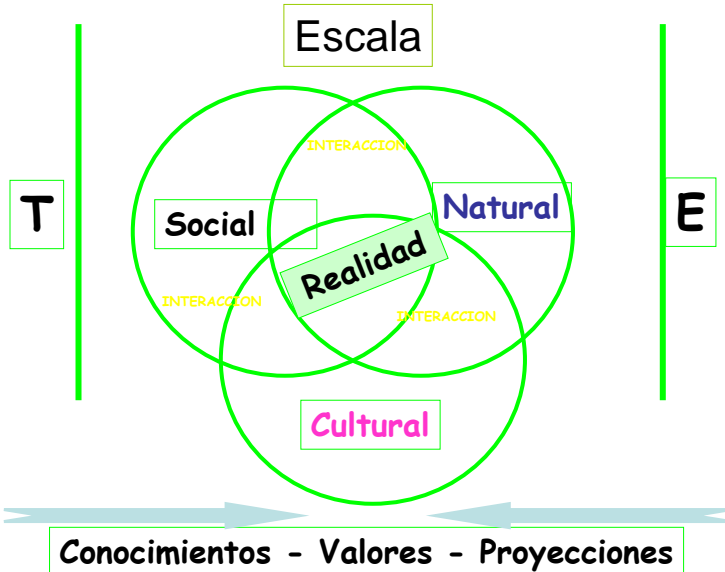 Escala
INTERACCION
T
Social
Natural
E
Realidad
INTERACCION
INTERACCION
Cultural
Conocimientos - Valores - Proyecciones